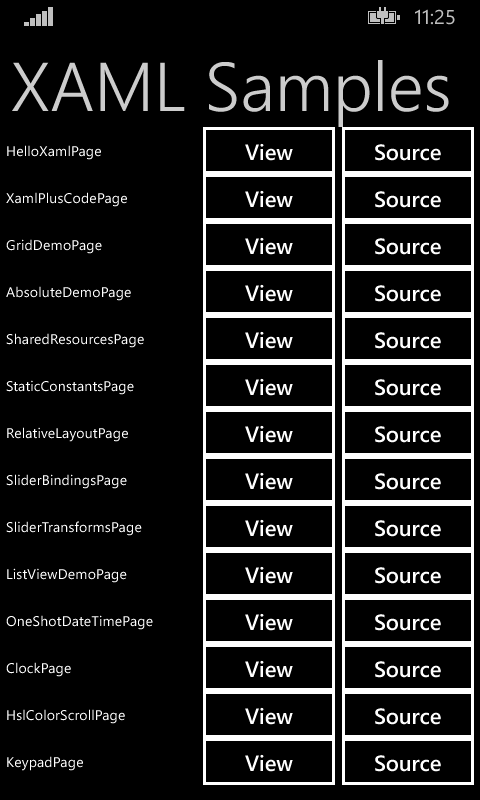 11:25
XAML Samples
HelloXamlPage View Source
XamlPlusCodePage View Source
GridDemoPage View Source
AbsoluteDemoPage View Source
SharedResourcesPage View Source
StaticConstantsPage View Source
RelativeLayoutPage View Source
SliderBindingsPage View Source
SliderTransformsPage View Source
ListViewDemoPage View Source
OneShotDateTimePage View Source
ClockPage View Source
HslColorScrollPage View Source
KeypadPage View Source